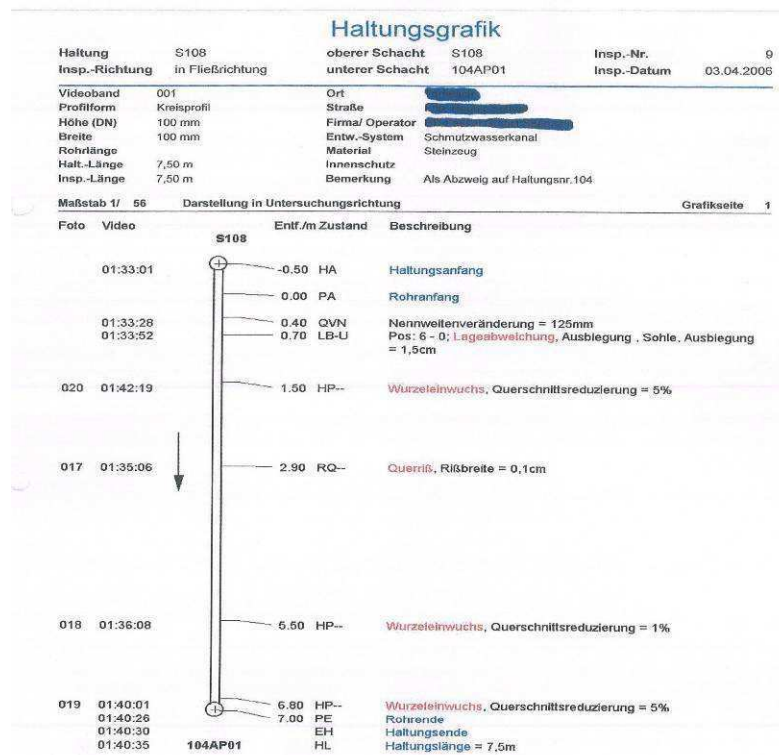 Haltungsgrafik
Haltung S108 oberer Schacht S108 Insp.-Nr. 9
Insp.-Richtung in Fließrichtung unterer Schacht 104AP01 Insp.-Datum 03.04.2006
Videoband 001 Ort
Profilform Kreisprofil Straße
Höhe (DN) 100 mm Firma/ Operator
Breite 100 mm Entw.-System Schmutzwasserkanal
Rohrlänge Material Steinzeug
Halt.-Länge 7,50 m Innenschutz
Insp.-Länge 7,50 m Bemerkung Als Abzweig auf Haltungsnr.104
Maßstab 1/ 56 Darstellung in Untersuchungsrichtung Grafikseite 1
Foto Video Entf./m Zustand Beschreibung
S108
01:33:01 -0.50 HA Haltungsanfang
0.00 PA Rohranfang
01:33:28 0.40 QVN Nennweitenveränderung = 125mm
01:33:52 0.70 LB-U Pos: 6 - 0; Lageabweichung, Ausbiegung , Sohle, Ausbiegung
= 1,5cm
020 01:42:19 1.50 HP-- Wurzeleinwuchs, Querschnittsreduzierung = 5%
017 01:35:06 2.90 RQ-- Querriß, Rißbreite = 0,1cm
018 01:36:08 5.50 HP-- Wurzeleinwuchs, Querschnittsreduzierung = 1%
019 01:40:01 6.80 HP-- Wurzeleinwuchs, Querschnittsreduzierung = 5%
01:40:26 7.00 PE Rohrende
01:40:30 EH Haltungsende
01:40:35 104AP01 HL Haltungslänge = 7,5m